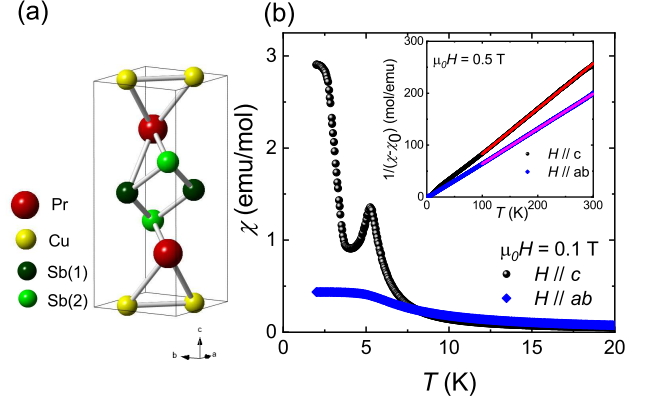 (a)
Pr
Cu
Sb(1)
Sb(2)
c
b
a
(b)
χ (emu/mol)
3
2
1
0
0
5
10
15
20
T (K)
μ₀H = 0.1 T
H // c
H // ab
1/(χ-χ₀) (mol/emu)
300
200
100
0
0
100
200
300
T (K)
μ₀H = 0.5 T
H // c
H // ab